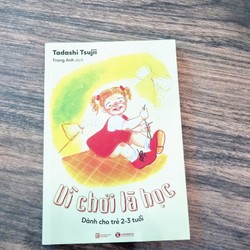 Tadashi Tsujii
Trang Anh dịch
Vì chơi là học
Dành cho trẻ 2-3 tuổi